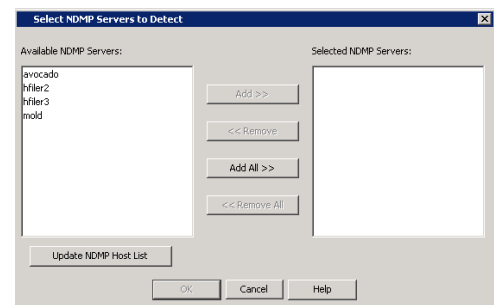 Select NDMP Servers to Detect
Available NDMP Servers:
Selected NDMP Servers:
avocado
hfiler2
hfiler3
mold
Add >>
<< Remove
Add All >>
<< Remove All
Update NDMP Host List
OK
Cancel
Help